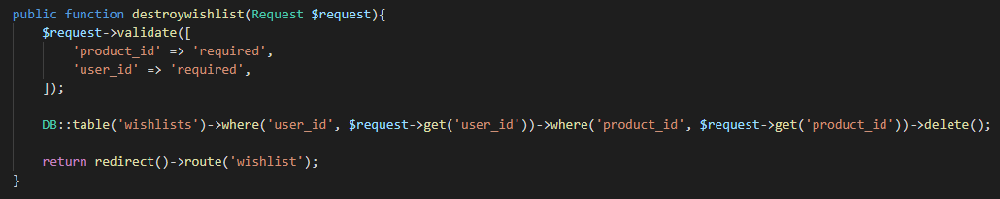 public function destroywishlist(Request $request){
$request->validate([
'product_id' => 'required',
'user_id' => 'required',
]);
DB::table('wishlists')->where('user_id', $request->get('user_id'))->where('product_id', $request->get('product_id'))->delete();
return redirect()->route('wishlist');
}